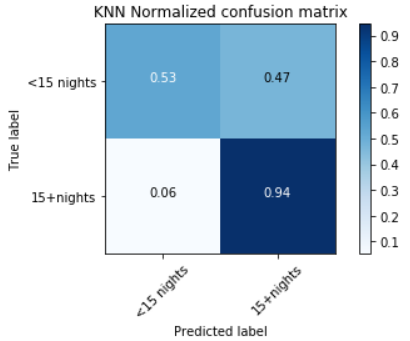 KNN Normalized confusion matrix
True label
<15 nights
0.53
0.47
15+nights
0.06
0.94
<15 nights
15+nights
Predicted label
0.9
0.8
0.7
0.6
0.5
0.4
0.3
0.2
0.1